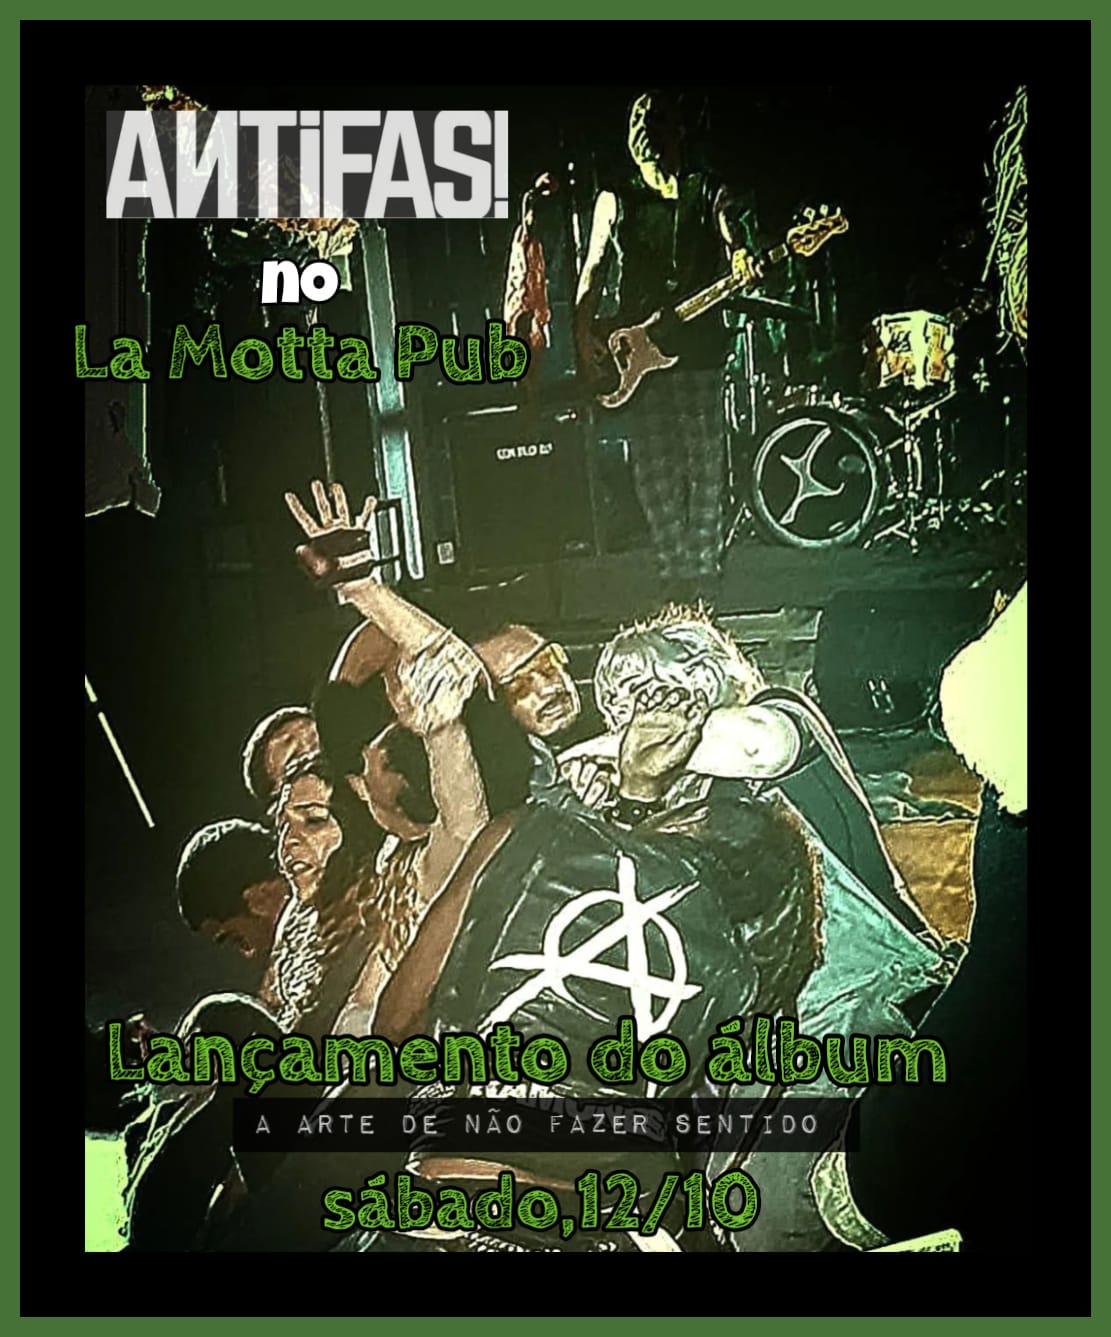 ANTiFAS!
no
La Motta Pub
Lançamento do álbum
A ARTE DE NÃO FAZER SENTIDO
sábado,12/10